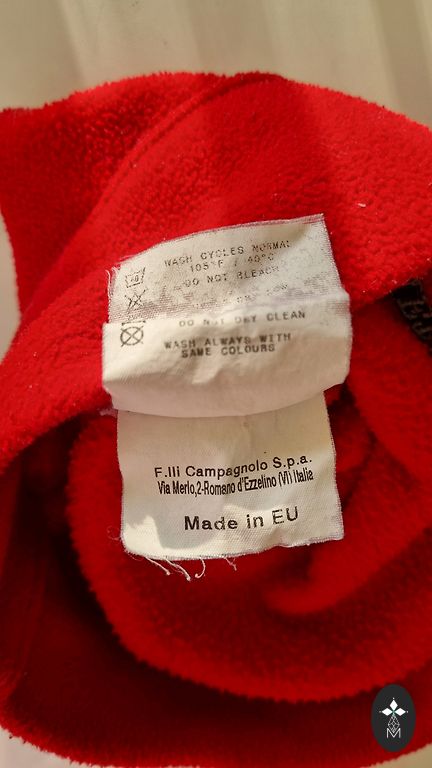 40
WASH CYCLES NORMAL
105°F / 40°C
DO NOT BLEACH
DO NOT DRY CLEAN
WASH ALWAYS WITH
SAME COLOURS
F.lli Campagnolo S.p.a.
Via Merlo,2-Romano d'Ezzelino (VI) Italia
Made in EU
M